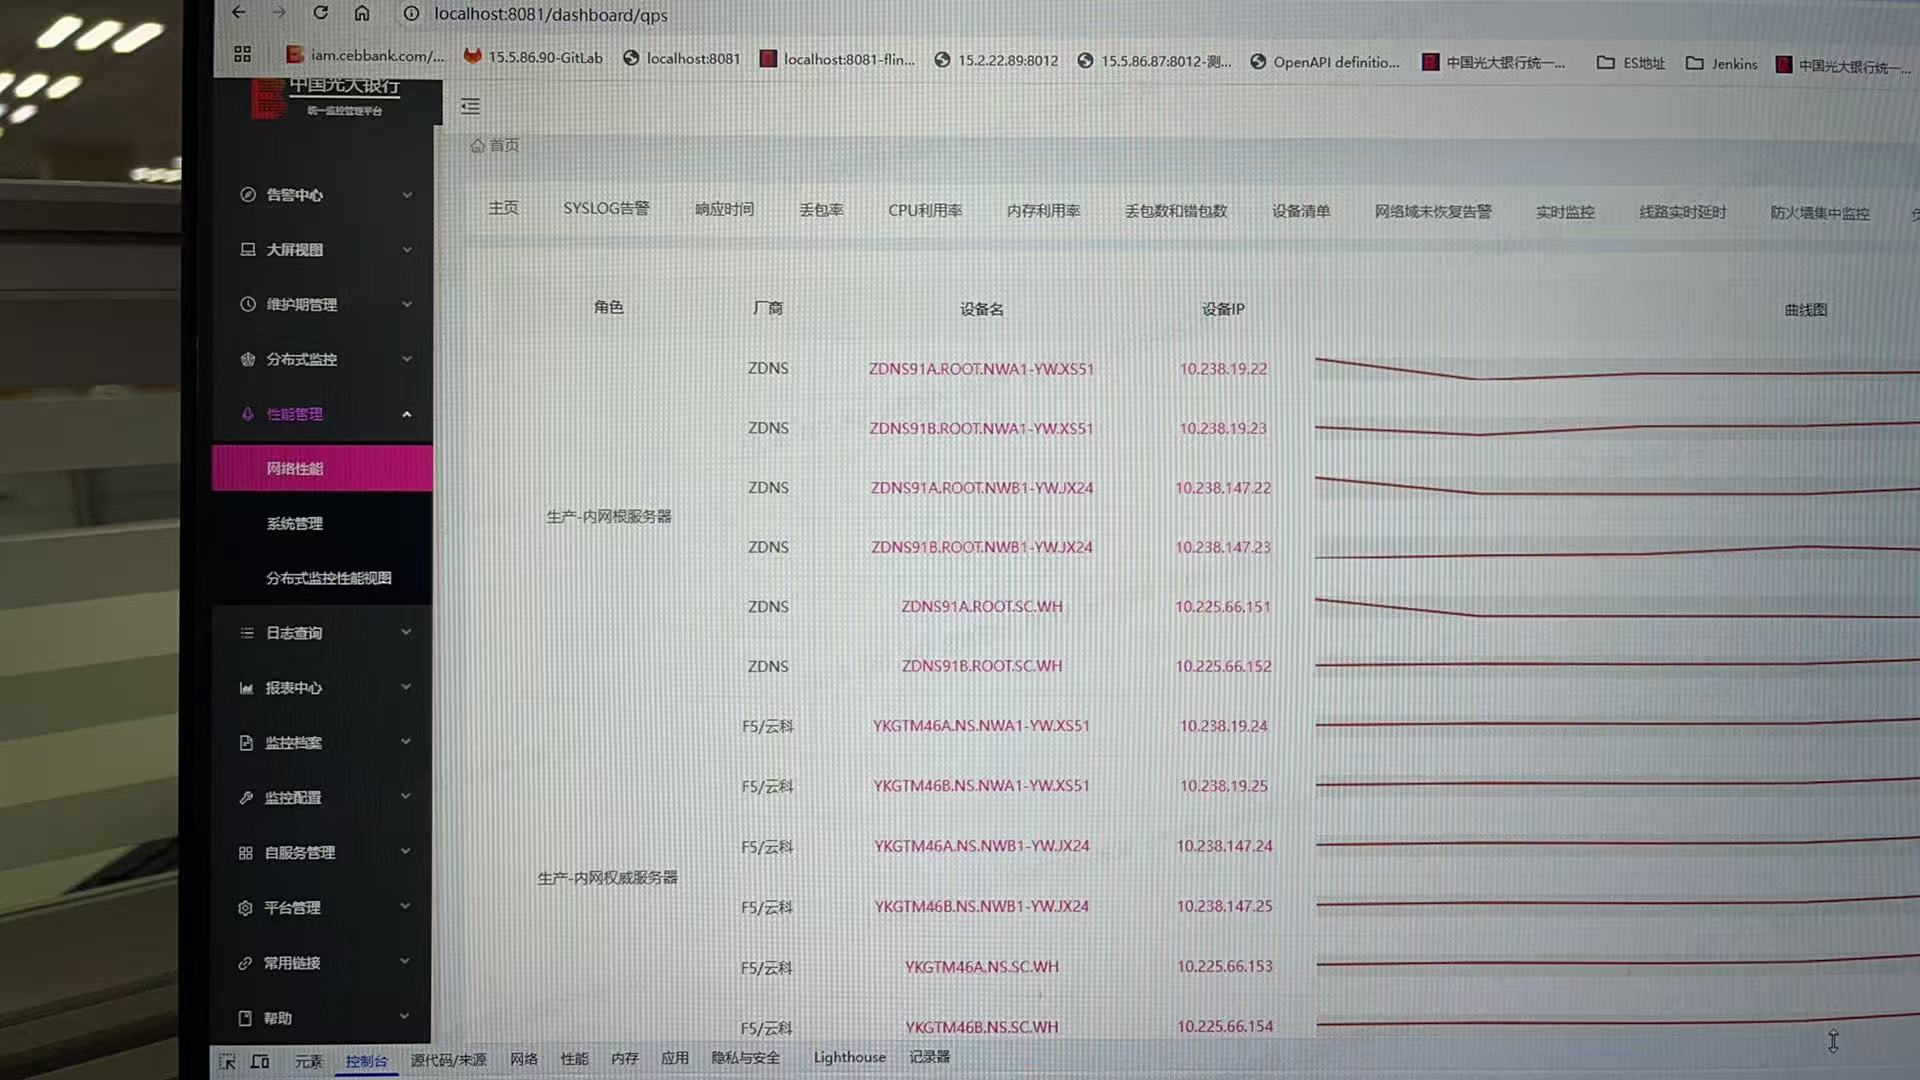 localhost:8081/dashboard/qps
iam.cebbank.com/... 15.5.86.90-GitLab localhost:8081 localhost:8081-flin... 15.2.22.89:8012 15.5.86.87:8012-测... OpenAPI definitio... 中国光大银行统一... ES地址 Jenkins 中国光大银行统一...
中国光大银行
统一监控管理平台
首页
告警中心
大屏视图
维护期管理
分布式监控
性能管理
网络性能
系统管理
分布式监控性能视图
日志查询
报表中心
监控档案
监控配置
自服务管理
平台管理
常用链接
帮助
主页 SYSLOG告警 响应时间 丢包率 CPU利用率 内存利用率 丢包数和错包数 设备清单 网络域未恢复告警 实时监控 线路实时延时 防火墙集中监控
角色 厂商 设备名 设备IP 曲线图
ZDNS ZDNS91A.ROOT.NWA1-YW.XS51 10.238.19.22
ZDNS ZDNS91B.ROOT.NWA1-YW.XS51 10.238.19.23
ZDNS ZDNS91A.ROOT.NWB1-YW.JX24 10.238.147.22
生产-内网根服务器
ZDNS ZDNS91B.ROOT.NWB1-YW.JX24 10.238.147.23
ZDNS ZDNS91A.ROOT.SC.WH 10.225.66.151
ZDNS ZDNS91B.ROOT.SC.WH 10.225.66.152
F5/云科 YKGTM46A.NS.NWA1-YW.XS51 10.238.19.24
F5/云科 YKGTM46B.NS.NWA1-YW.XS51 10.238.19.25
F5/云科 YKGTM46A.NS.NWB1-YW.JX24 10.238.147.24
生产-内网权威服务器
F5/云科 YKGTM46B.NS.NWB1-YW.JX24 10.238.147.25
F5/云科 YKGTM46A.NS.SC.WH 10.225.66.153
F5/云科 YKGTM46B.NS.SC.WH 10.225.66.154
元素 控制台 源代码/来源 网络 性能 内存 应用 隐私与安全 Lighthouse 记录器